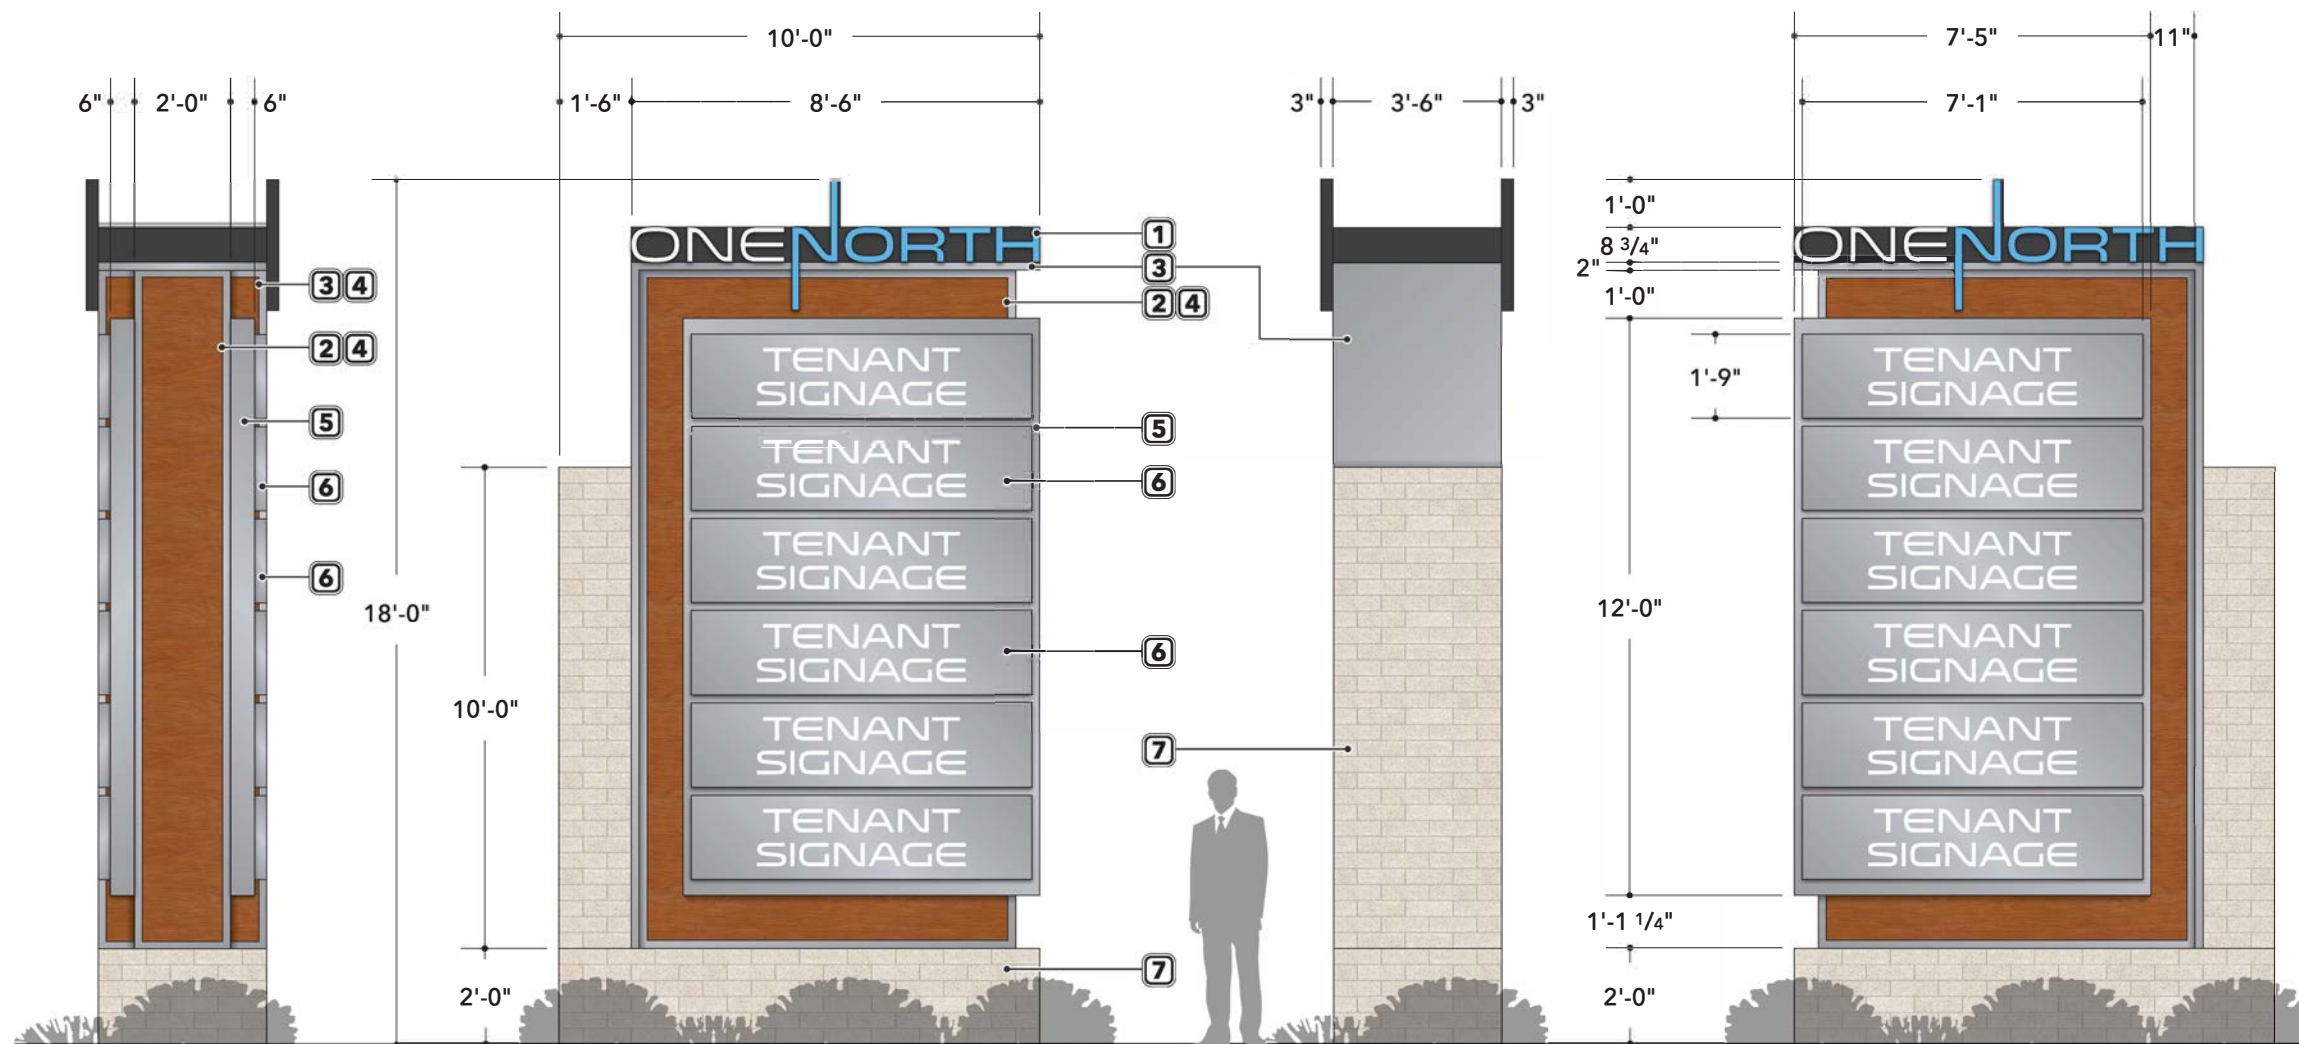 6" 2'-0" 6"
3 4
2 4
5
6
6
18'-0"
10'-0"
1'-6" 8'-6"
10'-0"
2'-0"
ONENORTH
TENANT
SIGNAGE
TENANT
SIGNAGE
TENANT
SIGNAGE
TENANT
SIGNAGE
TENANT
SIGNAGE
TENANT
SIGNAGE
1
3
2 4
5
6
6
7
7
3" 3'-6" 3"
7'-5" 11"
7'-1"
1'-0"
8 3/4"
2"
1'-0"
1'-9"
12'-0"
1'-1 1/4"
2'-0"
ONENORTH
TENANT
SIGNAGE
TENANT
SIGNAGE
TENANT
SIGNAGE
TENANT
SIGNAGE
TENANT
SIGNAGE
TENANT
SIGNAGE